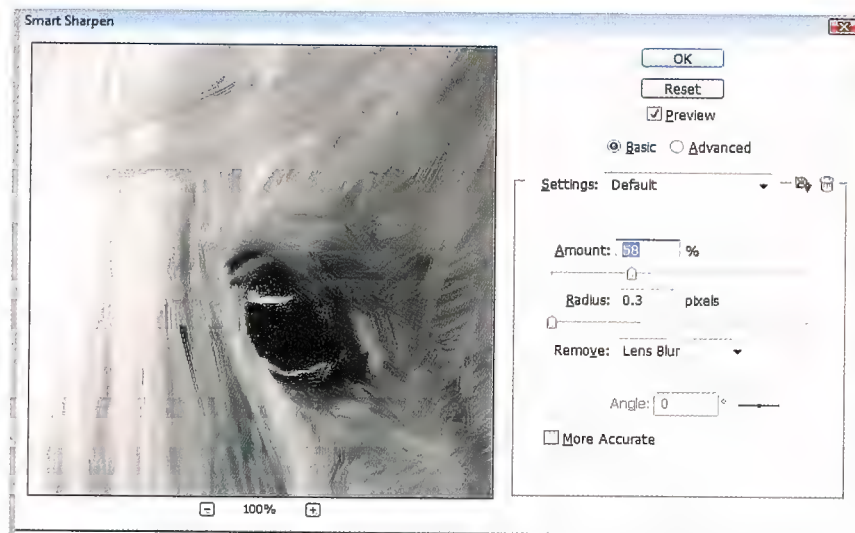 Smart Sharpen
OK
Reset
Preview
Basic Advanced
Settings: Default
Amount: 58 %
Radius: 0.3 pixels
Remove: Lens Blur
Angle: 0 °
More Accurate
100%